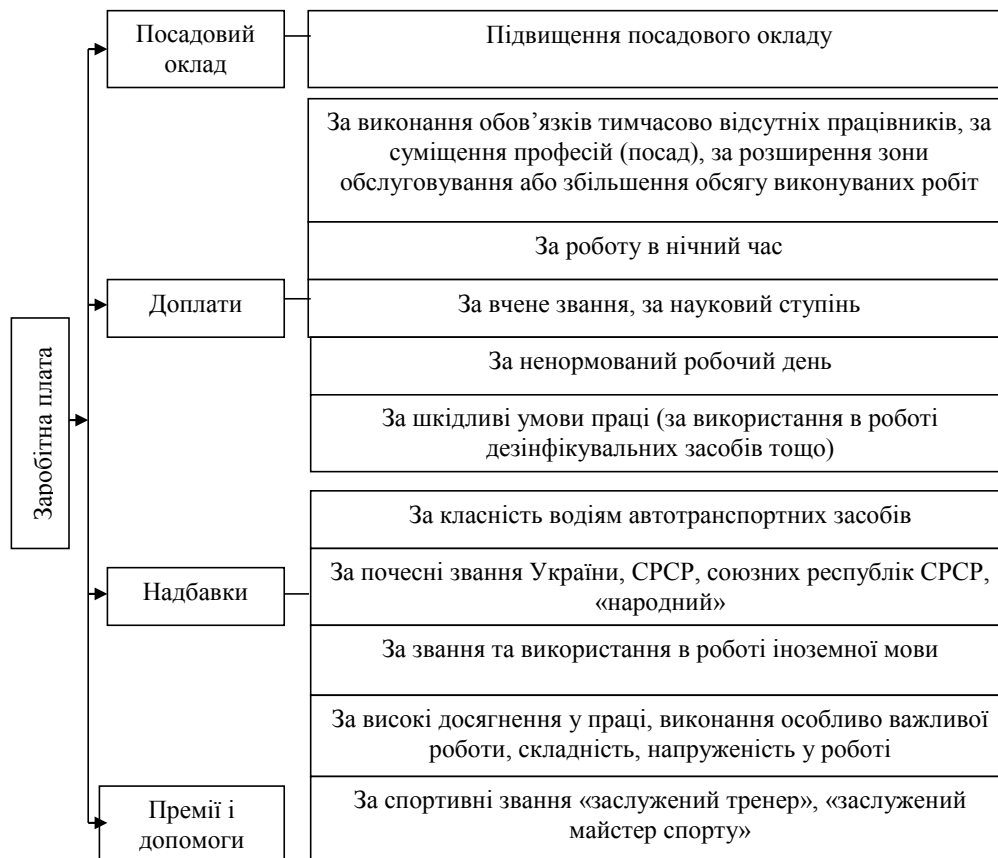 Посадовий
оклад
Підвищення посадового окладу
За виконання обов’язків тимчасово відсутніх працівників, за
суміщення професій (посад), за розширення зони
обслуговування або збільшення обсягу виконуваних робіт
За роботу в нічний час
Доплати
За вчене звання, за науковий ступінь
За ненормований робочий день
За шкідливі умови праці (за використання в роботі
дезінфікувальних засобів тощо)
Заробітна плата
За класність водіям автотранспортних засобів
Надбавки
За почесні звання України, СРСР, союзних республік СРСР,
«народний»
За звання та використання в роботі іноземної мови
За високі досягнення у праці, виконання особливо важливої
роботи, складність, напруженість у роботі
Премії і
допомоги
За спортивні звання «заслужений тренер», «заслужений
майстер спорту»